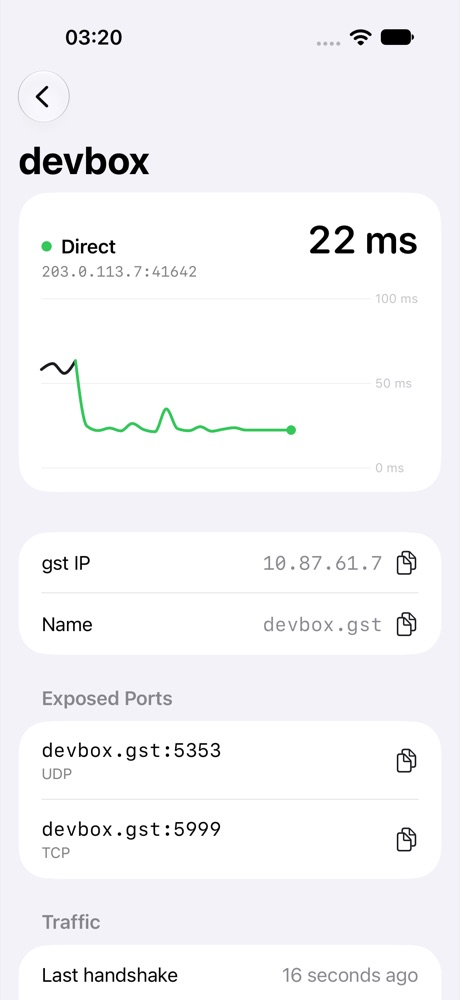 03:20
devbox
Direct
22 ms
203.0.113.7:41642
100 ms
50 ms
0 ms
gst IP
10.87.61.7
Name
devbox.gst
Exposed Ports
devbox.gst:5353
UDP
devbox.gst:5999
TCP
Traffic
Last handshake
16 seconds ago